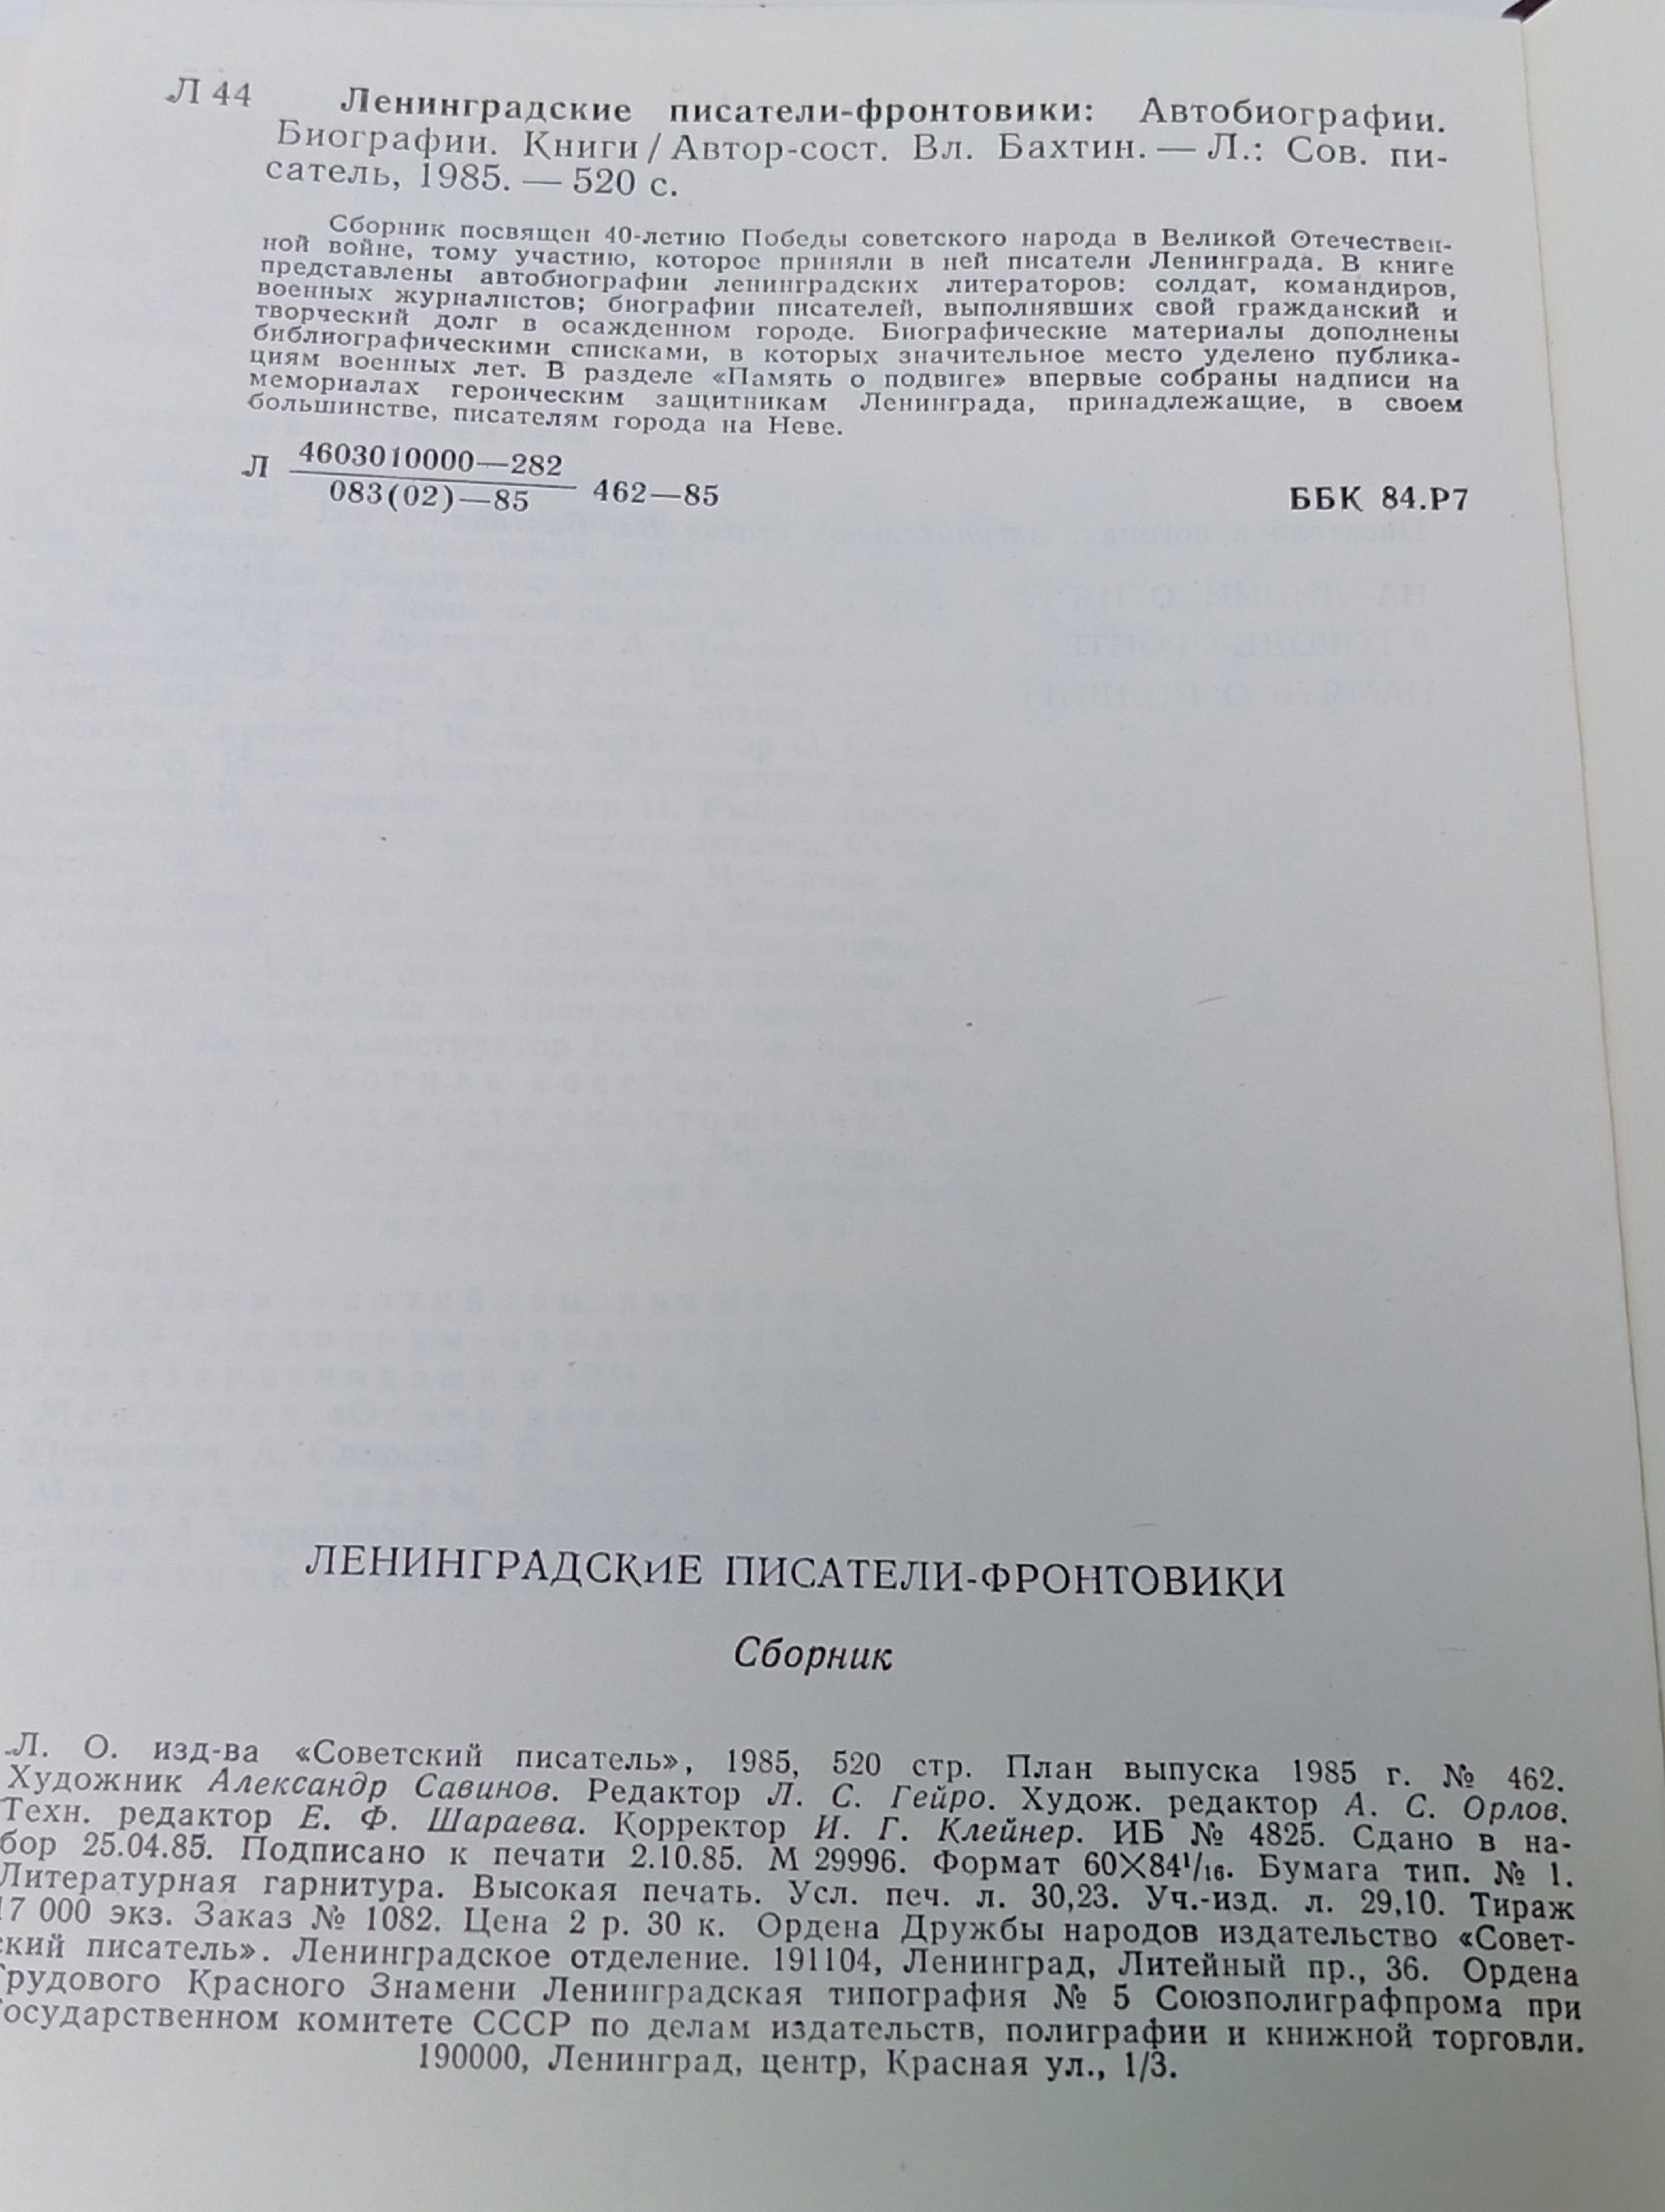 Л 44 Ленинградские писатели-фронтовики: Автобиографии.
Биографии. Книги / Автор-сост. Вл. Бахтин. — Л.: Сов. пи-
сатель, 1985. — 520 с.
Сборник посвящен 40-летию Победы советского народа в Великой Отечествен-
ной войне, тому участию, которое приняли в ней писатели Ленинграда. В книге
представлены автобиографии ленинградских литераторов: солдат, командиров,
военных журналистов; биографии писателей, выполнявших свой гражданский и
творческий долг в осажденном городе. Биографические материалы дополнены
библиографическими списками, в которых значительное место уделено публика-
циям военных лет. В разделе «Память о подвиге» впервые собраны надписи на
мемориалах героическим защитникам Ленинграда, принадлежащие, в своем
большинстве, писателям города на Неве.
Л 4603010000—282
083(02)—85 462—85 ББК 84.Р7
ЛЕНИНГРАДСКИЕ ПИСАТЕЛИ-ФРОНТОВИКИ
Сборник
Л. О. изд-ва «Советский писатель», 1985, 520 стр. План выпуска 1985 г. № 462.
Художник Александр Савинов. Редактор Л. С. Гейро. Худож. редактор А. С. Орлов.
Техн. редактор Е. Ф. Шараева. Корректор И. Г. Клейнер. ИБ № 4825. Сдано в на-
бор 25.04.85. Подписано к печати 2.10.85. М 29996. Формат 60×84¹/₁₆. Бумага тип. № 1.
Литературная гарнитура. Высокая печать. Усл. печ. л. 30,23. Уч.-изд. л. 29,10. Тираж
17 000 экз. Заказ № 1082. Цена 2 р. 30 к. Ордена Дружбы народов издательство «Совет-
ский писатель». Ленинградское отделение. 191104, Ленинград, Литейный пр., 36. Ордена
Трудового Красного Знамени Ленинградская типография № 5 Союзполиграфпрома при
Государственном комитете СССР по делам издательств, полиграфии и книжной торговли.
190000, Ленинград, центр, Красная ул., 1/3.